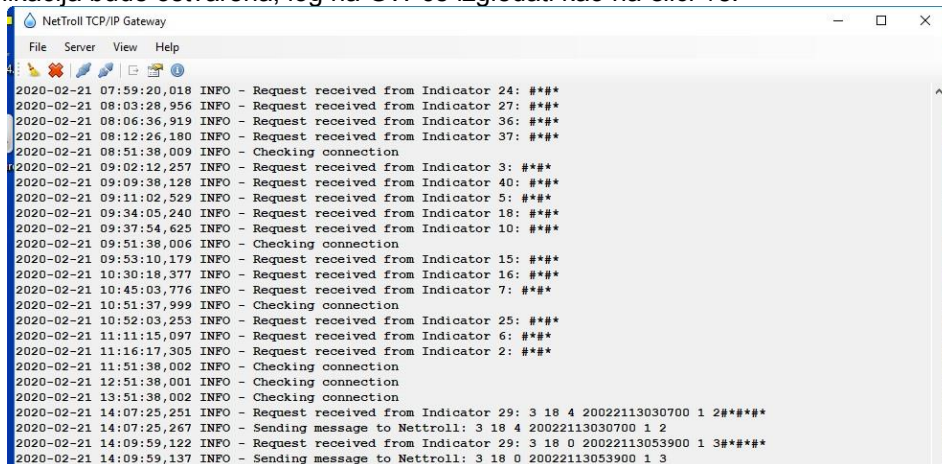 NetTroll TCP/IP Gateway
File Server View Help
2020-02-21 07:59:20,018 INFO - Request received from Indicator 24: #*#*
2020-02-21 08:03:28,956 INFO - Request received from Indicator 27: #*#*
2020-02-21 08:06:36,919 INFO - Request received from Indicator 36: #*#*
2020-02-21 08:12:26,180 INFO - Request received from Indicator 37: #*#*
2020-02-21 08:51:38,009 INFO - Checking connection
2020-02-21 09:02:12,257 INFO - Request received from Indicator 3: #*#*
2020-02-21 09:09:38,128 INFO - Request received from Indicator 40: #*#*
2020-02-21 09:11:02,529 INFO - Request received from Indicator 5: #*#*
2020-02-21 09:34:05,240 INFO - Request received from Indicator 18: #*#*
2020-02-21 09:37:54,625 INFO - Request received from Indicator 10: #*#*
2020-02-21 09:51:38,006 INFO - Checking connection
2020-02-21 09:53:10,179 INFO - Request received from Indicator 15: #*#*
2020-02-21 10:30:18,377 INFO - Request received from Indicator 16: #*#*
2020-02-21 10:45:03,776 INFO - Request received from Indicator 7: #*#*
2020-02-21 10:51:37,999 INFO - Checking connection
2020-02-21 10:52:03,253 INFO - Request received from Indicator 25: #*#*
2020-02-21 11:11:15,097 INFO - Request received from Indicator 6: #*#*
2020-02-21 11:16:17,305 INFO - Request received from Indicator 2: #*#*
2020-02-21 11:51:38,002 INFO - Checking connection
2020-02-21 12:51:38,001 INFO - Checking connection
2020-02-21 13:51:38,002 INFO - Checking connection
2020-02-21 14:07:25,251 INFO - Request received from Indicator 29: 3 18 4 20022113030700 1 2#*#*#*
2020-02-21 14:07:25,267 INFO - Sending message to Nettroll: 3 18 4 20022113030700 1 2
2020-02-21 14:09:59,122 INFO - Request received from Indicator 29: 3 18 0 20022113053900 1 3#*#*#*
2020-02-21 14:09:59,137 INFO - Sending message to Nettroll: 3 18 0 20022113053900 1 3